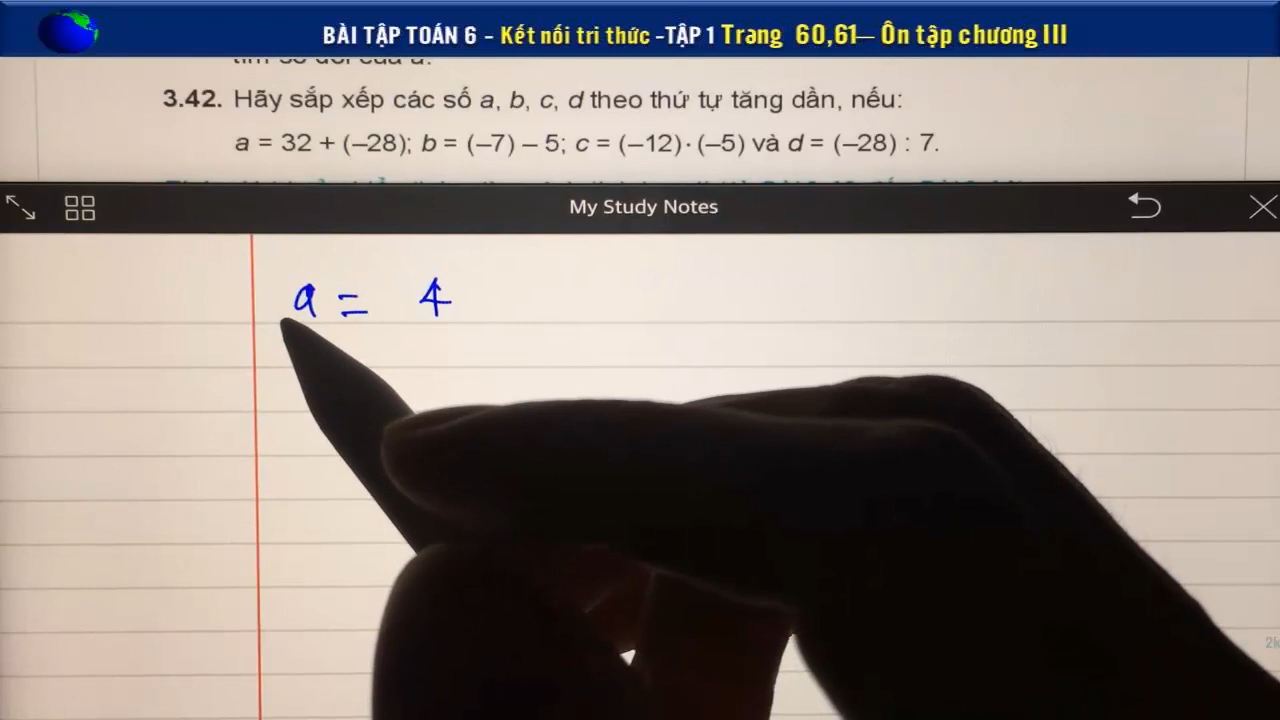 BÀI TẬP TOÁN 6 - Kết nối tri thức -TẬP 1 Trang 60,61– Ôn tập chương III
3.42. Hãy sắp xếp các số a, b, c, d theo thứ tự tăng dần, nếu:
a = 32 + (–28); b = (–7) – 5; c = (–12)·(–5) và d = (–28) : 7.
My Study Notes
a = 4